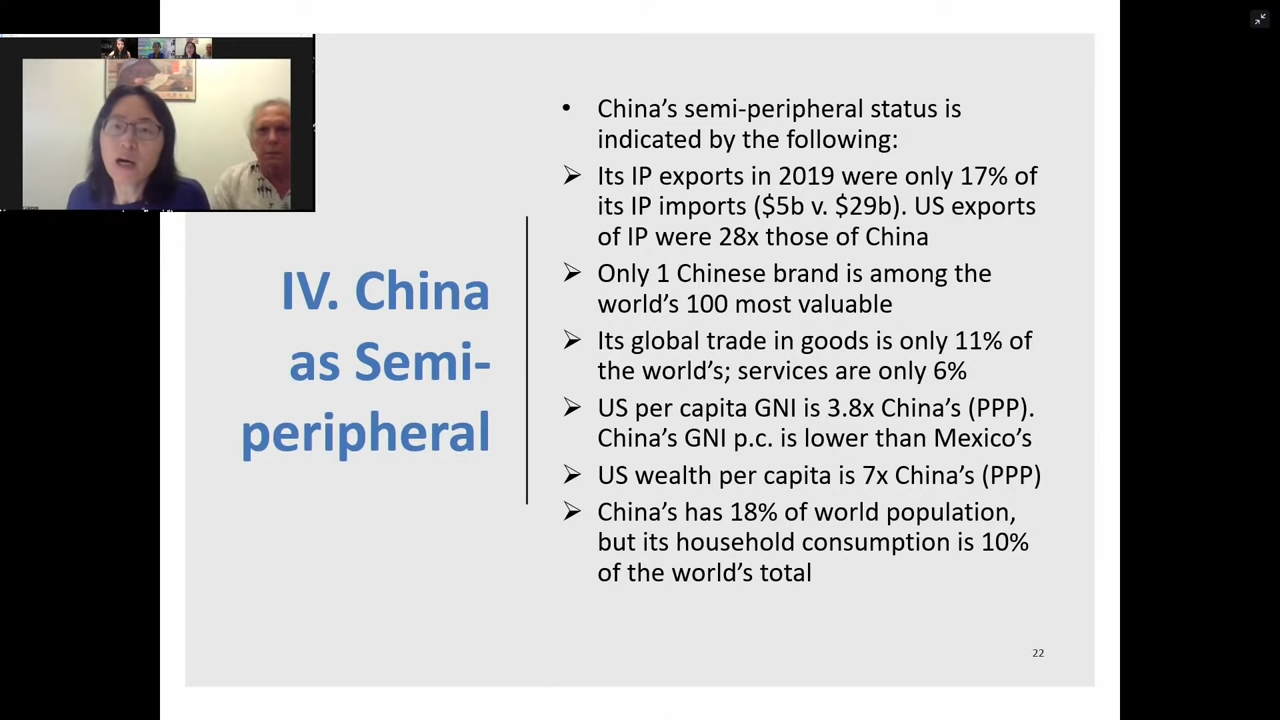 IV. China
as Semi-
peripheral
• China’s semi-peripheral status is
indicated by the following:
➢ Its IP exports in 2019 were only 17% of
its IP imports ($5b v. $29b). US exports
of IP were 28x those of China
➢ Only 1 Chinese brand is among the
world’s 100 most valuable
➢ Its global trade in goods is only 11% of
the world’s; services are only 6%
➢ US per capita GNI is 3.8x China’s (PPP).
China’s GNI p.c. is lower than Mexico’s
➢ US wealth per capita is 7x China’s (PPP)
➢ China’s has 18% of world population,
but its household consumption is 10%
of the world’s total
22